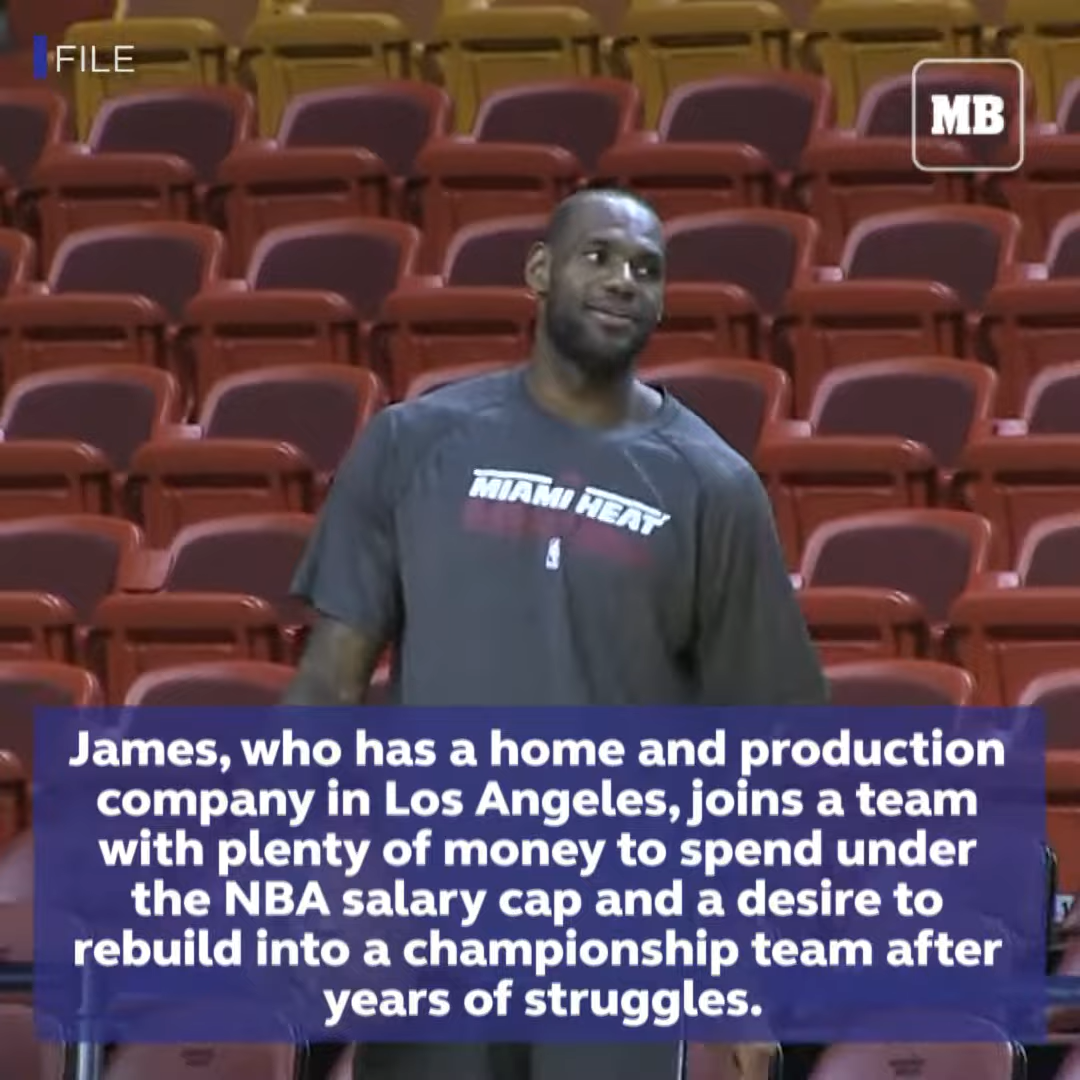 FILE
MB
MIAMI HEAT
James, who has a home and production
company in Los Angeles, joins a team
with plenty of money to spend under
the NBA salary cap and a desire to
rebuild into a championship team after
years of struggles.